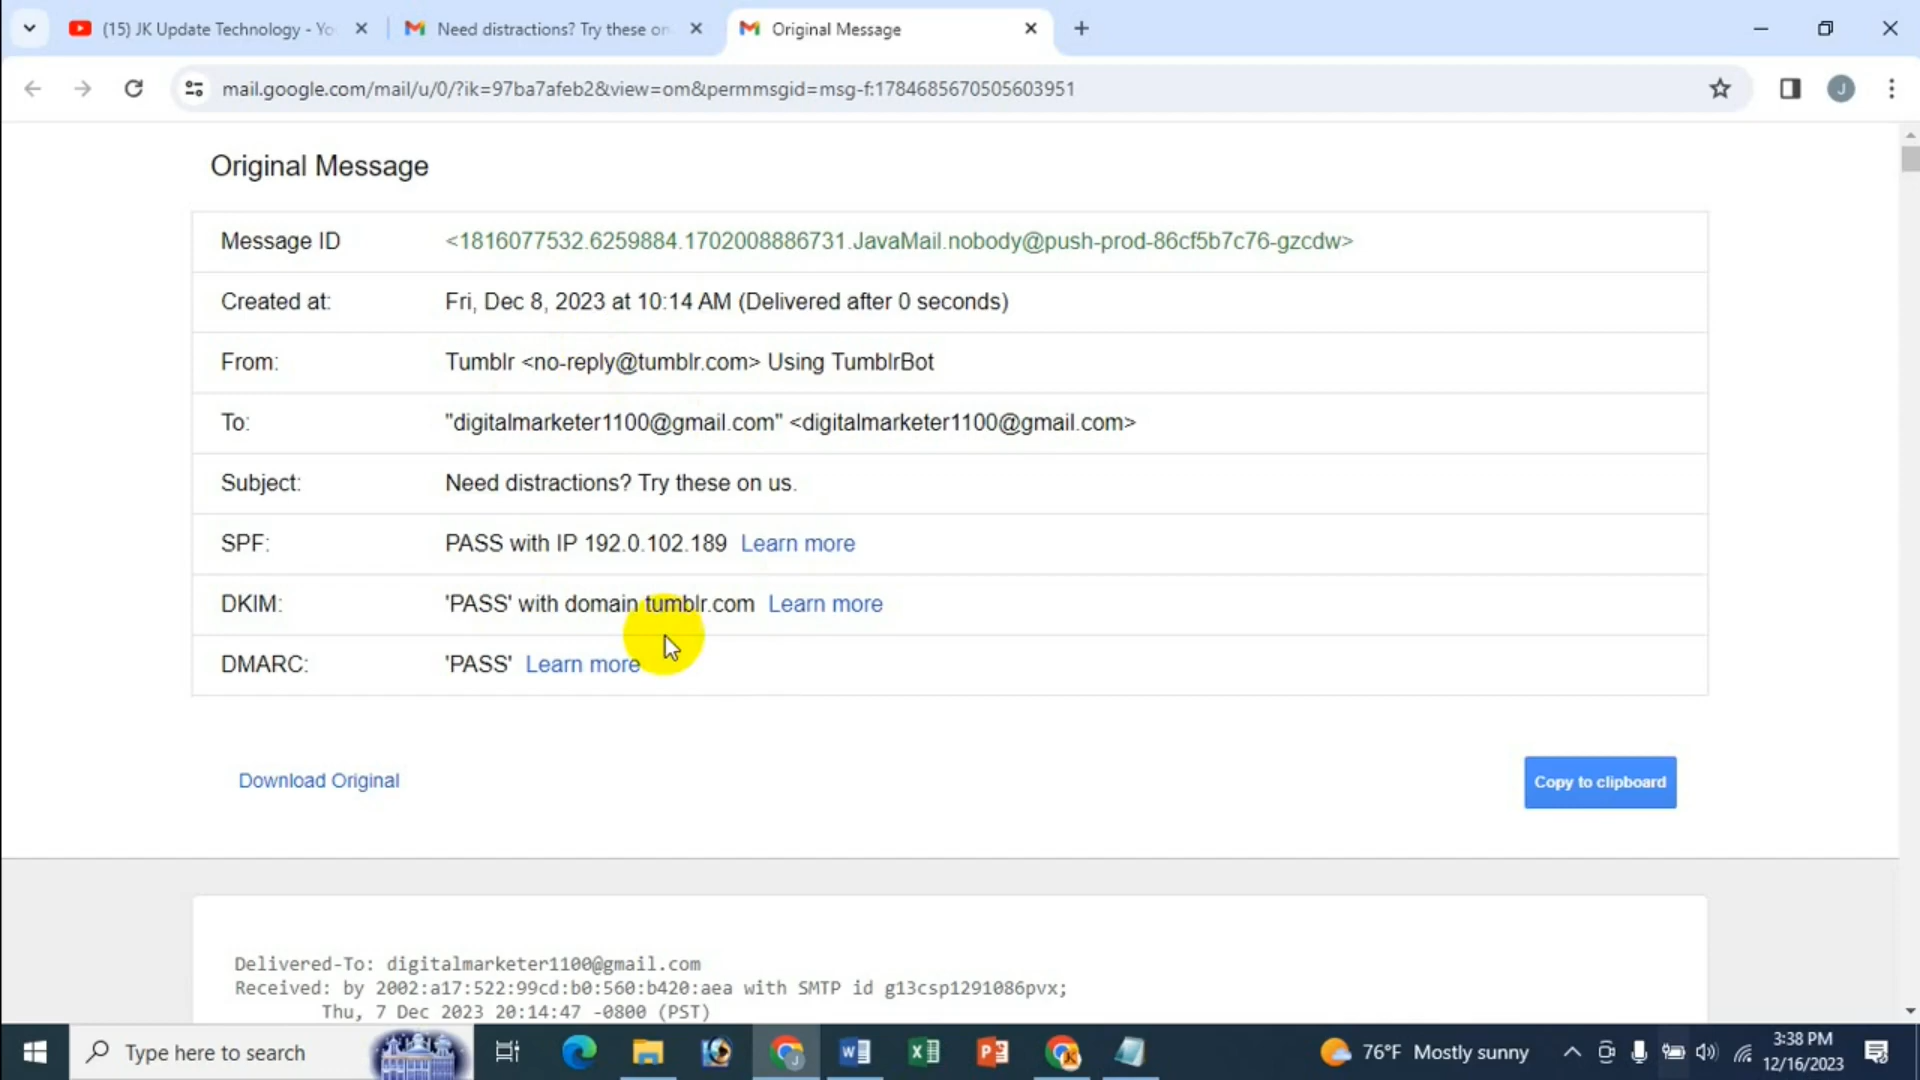 (15) JK Update Technology - Yo
Need distractions? Try these on
Original Message
mail.google.com/mail/u/0/?ik=97ba7afeb2&view=om&permmsgid=msg-f:1784685670505603951
J
Original Message
Message ID <1816077532.6259884.1702008886731.JavaMail.nobody@push-prod-86cf5b7c76-gzcdw>
Created at: Fri, Dec 8, 2023 at 10:14 AM (Delivered after 0 seconds)
From: Tumblr <no-reply@tumblr.com> Using TumblrBot
To: "digitalmarketer1100@gmail.com" <digitalmarketer1100@gmail.com>
Subject: Need distractions? Try these on us.
SPF: PASS with IP 192.0.102.189 Learn more
DKIM: 'PASS' with domain tumblr.com Learn more
DMARC: 'PASS' Learn more
Download Original
Copy to clipboard
Delivered-To: digitalmarketer1100@gmail.com
Received: by 2002:a17:522:99cd:b0:560:b420:aea with SMTP id g13csp1291086pvx;
Thu, 7 Dec 2023 20:14:47 -0800 (PST)
Type here to search
76°F Mostly sunny
3:38 PM
12/16/2023